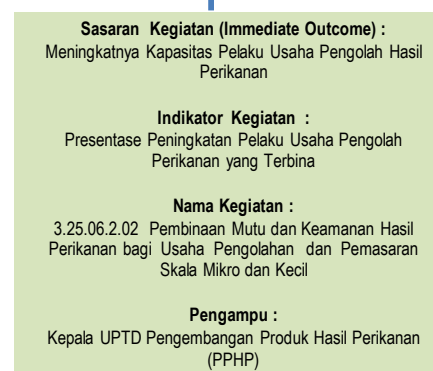 Sasaran Kegiatan (Immediate Outcome) :
Meningkatnya Kapasitas Pelaku Usaha Pengolah Hasil
Perikanan
Indikator Kegiatan :
Presentase Peningkatan Pelaku Usaha Pengolah
Perikanan yang Terbina
Nama Kegiatan :
3.25.06.2.02 Pembinaan Mutu dan Keamanan Hasil
Perikanan bagi Usaha Pengolahan dan Pemasaran
Skala Mikro dan Kecil
Pengampu :
Kepala UPTD Pengembangan Produk Hasil Perikanan
(PPHP)